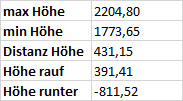 max Höhe 2204,80
min Höhe 1773,65
Distanz Höhe 431,15
Höhe rauf 391,41
Höhe runter -811,52